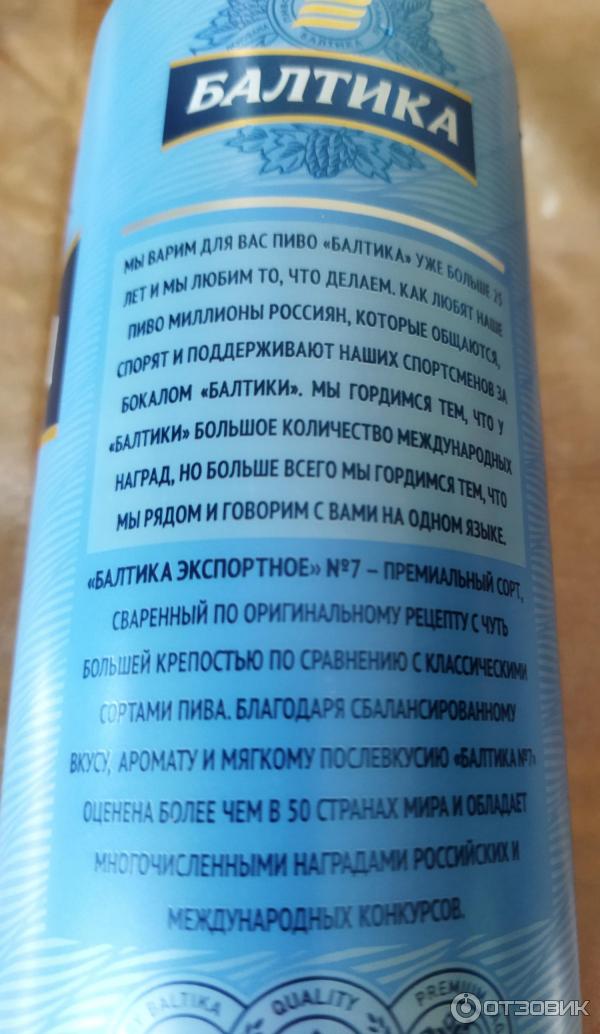 БАЛТИКА
БАЛТИКА
МЫ ВАРИМ ДЛЯ ВАС ПИВО «БАЛТИКА» УЖЕ БОЛЬШЕ 25
ЛЕТ И МЫ ЛЮБИМ ТО, ЧТО ДЕЛАЕМ. КАК ЛЮБЯТ НАШЕ
ПИВО МИЛЛИОНЫ РОССИЯН, КОТОРЫЕ ОБЩАЮТСЯ,
СПОРЯТ И ПОДДЕРЖИВАЮТ НАШИХ СПОРТСМЕНОВ ЗА
БОКАЛОМ «БАЛТИКИ». МЫ ГОРДИМСЯ ТЕМ, ЧТО У
«БАЛТИКИ» БОЛЬШОЕ КОЛИЧЕСТВО МЕЖДУНАРОДНЫХ
НАГРАД, НО БОЛЬШЕ ВСЕГО МЫ ГОРДИМСЯ ТЕМ, ЧТО
МЫ РЯДОМ И ГОВОРИМ С ВАМИ НА ОДНОМ ЯЗЫКЕ.
«БАЛТИКА ЭКСПОРТНОЕ» №7 – ПРЕМИАЛЬНЫЙ СОРТ,
СВАРЕННЫЙ ПО ОРИГИНАЛЬНОМУ РЕЦЕПТУ С ЧУТЬ
БОЛЬШЕЙ КРЕПОСТЬЮ ПО СРАВНЕНИЮ С КЛАССИЧЕСКИМИ
СОРТАМИ ПИВА. БЛАГОДАРЯ СБАЛАНСИРОВАННОМУ
ВКУСУ, АРОМАТУ И МЯГКОМУ ПОСЛЕВКУСИЮ «БАЛТИКА №7»
ОЦЕНЕНА БОЛЕЕ ЧЕМ В 50 СТРАНАХ МИРА И ОБЛАДАЕТ
МНОГОЧИСЛЕННЫМИ НАГРАДАМИ РОССИЙСКИХ И
МЕЖДУНАРОДНЫХ КОНКУРСОВ.
BALTIKA
QUALITY
PREMIUM
ОТЗОВИК